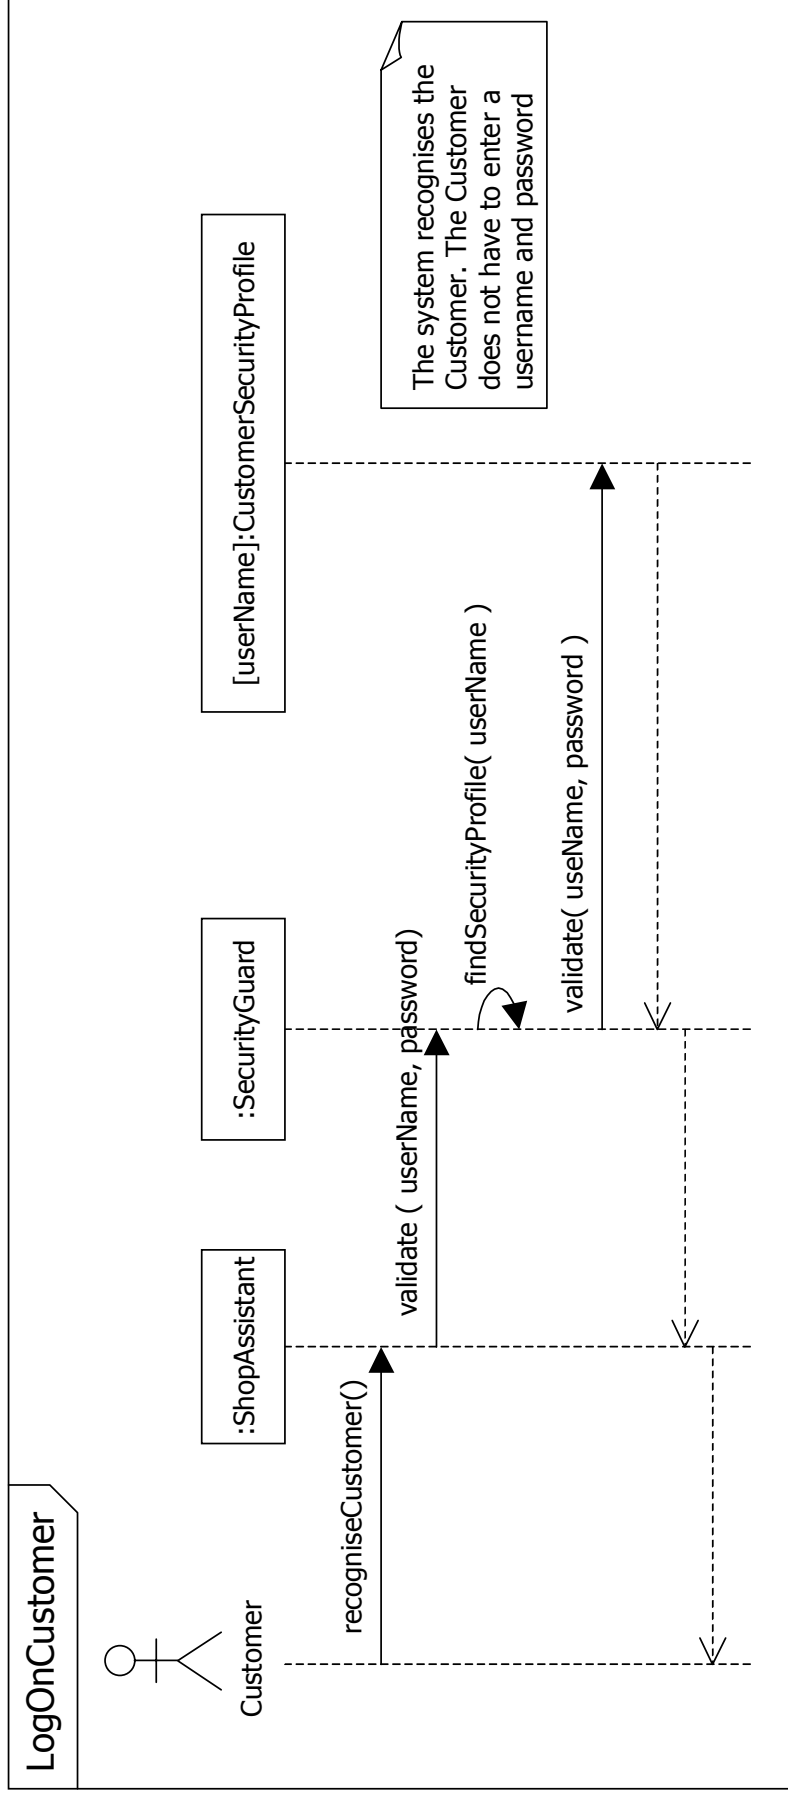 LogOnCustomer
Customer
:ShopAssistant
:SecurityGuard
[userName]:CustomerSecurityProfile
recogniseCustomer()
validate ( userName, password)
findSecurityProfile( userName )
validate( useName, password )
The system recognises the
Customer. The Customer
does not have to enter a
username and password